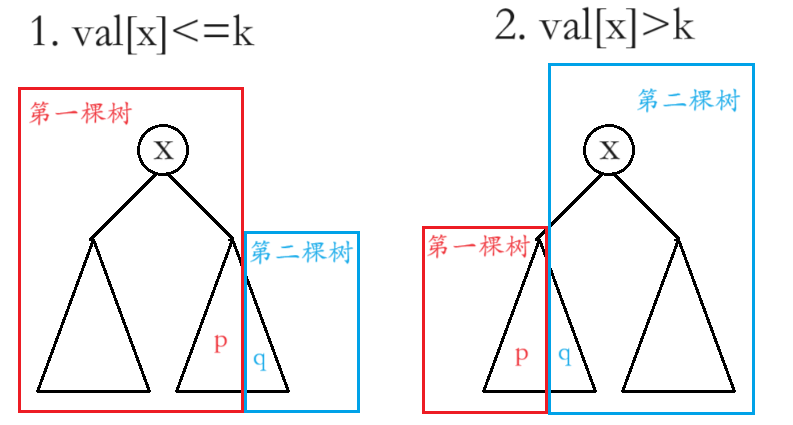 1. val[x]<=k
第一棵树
x
第二棵树
p
q
2. val[x]>k
第二棵树
x
第一棵树
p
q